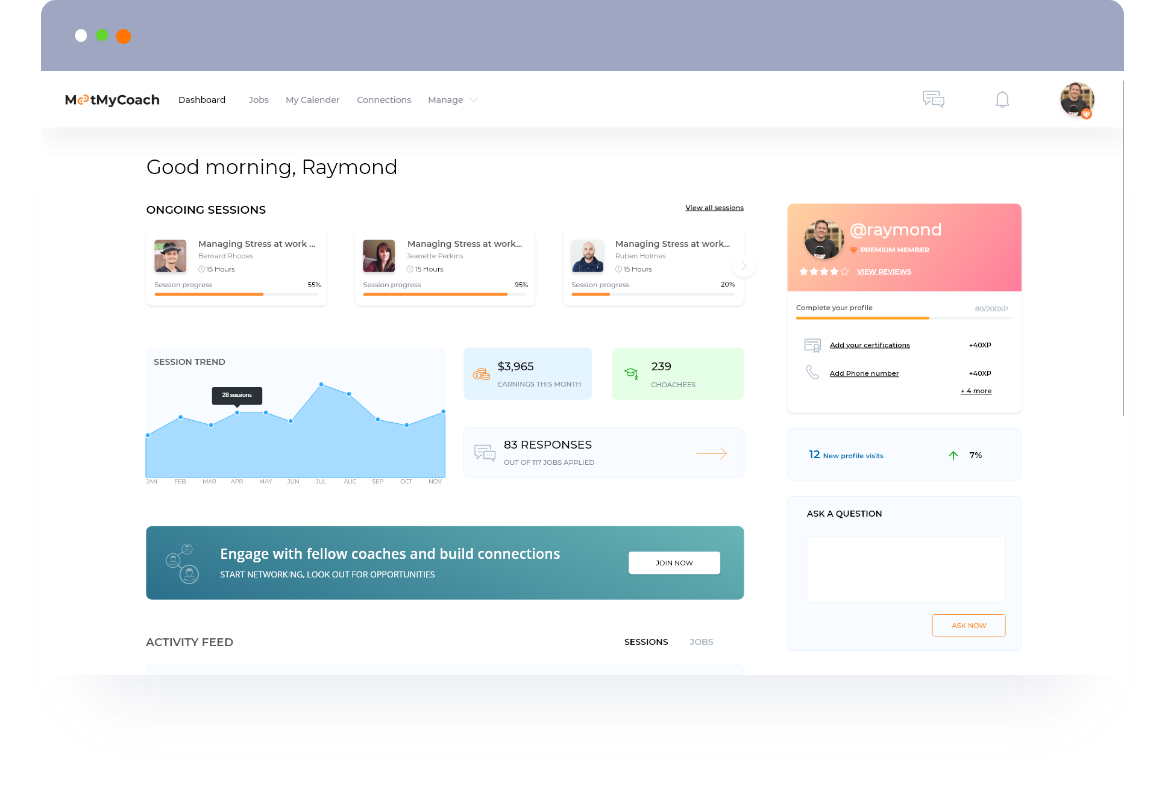 MeetMyCoach
Dashboard
Jobs
My Calender
Connections
Manage
Good morning, Raymond
ONGOING SESSIONS
View all sessions
Managing Stress at work ...
Bernard Rhodes
15 Hours
Session progress
55%
Managing Stress at work...
Jeanette Perkins
15 Hours
Session progress
95%
Managing Stress at work...
Ruben Holmes
15 Hours
Session progress
20%
@raymond
PREMIUM MEMBER
VIEW REVIEWS
Complete your profile
80/200XP
Add your certifications
+40XP
Add Phone number
+40XP
+ 4 more
SESSION TREND
28 sessions
JAN FEB MAR APR MAY JUN JUL AUG SEP OCT NOV
$3,965
EARNINGS THIS MONTH
239
CHOACHEES
83 RESPONSES
OUT OF 117 JOBS APPLIED
12 New profile visits
7%
ASK A QUESTION
ASK NOW
Engage with fellow coaches and build connections
START NETWORKING, LOOK OUT FOR OPPORTUNITIES
JOIN NOW
ACTIVITY FEED
SESSIONS
JOBS